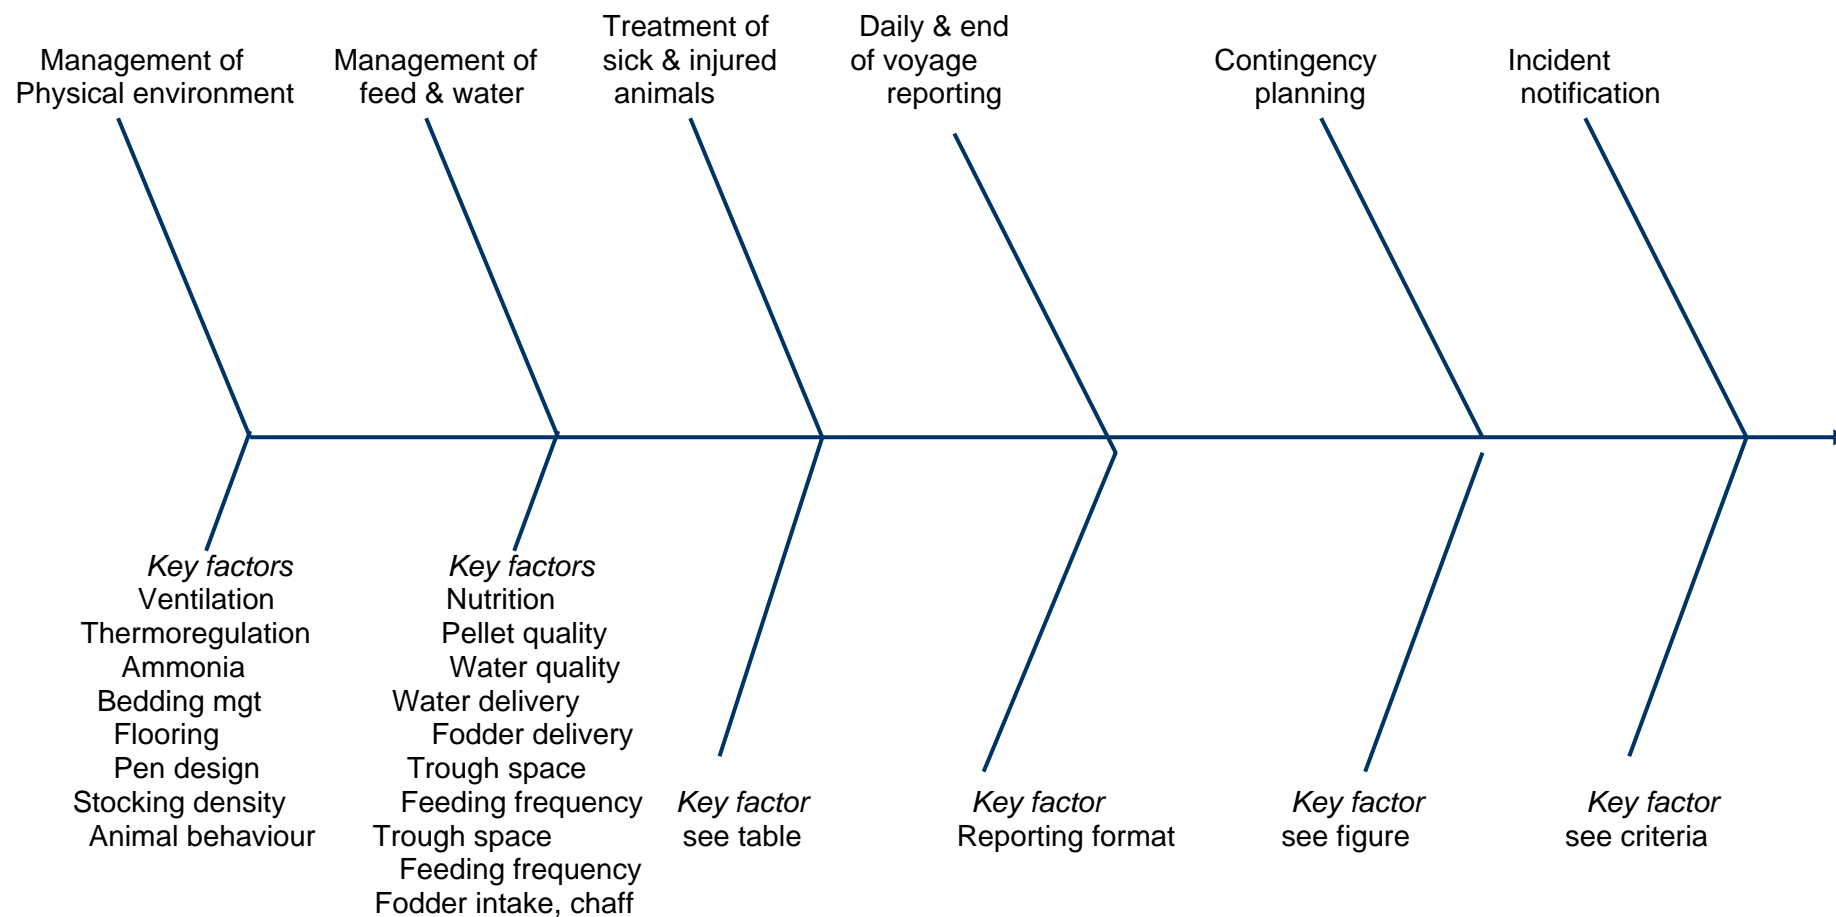 Management of
Physical environment
Management of
feed & water
Treatment of
sick & injured
animals
Daily & end
of voyage
reporting
Contingency
planning
Incident
notification
Key factors
Ventilation
Thermoregulation
Ammonia
Bedding mgt
Flooring
Pen design
Stocking density
Animal behaviour
Key factors
Nutrition
Pellet quality
Water quality
Water delivery
Fodder delivery
Trough space
Feeding frequency
Trough space
Feeding frequency
Fodder intake, chaff
Key factor
see table
Key factor
Reporting format
Key factor
see figure
Key factor
see criteria